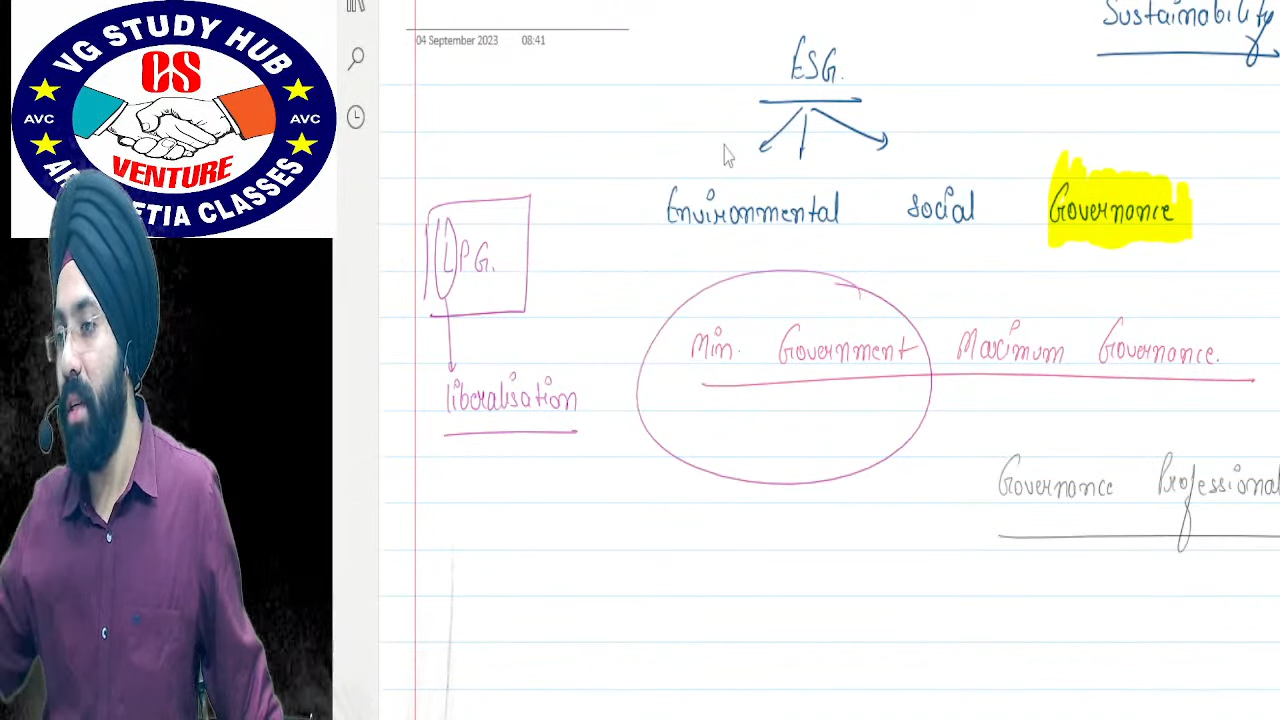 VG STUDY HUB
CS
AVC
AVC
VENTURE
ETIA CLASSES
04 September 2023 08:41
Sustainability
ESG.
Environmental Social Governance
LPG.
Min. Government Maximum Governance.
liberalisation
Governance Professional